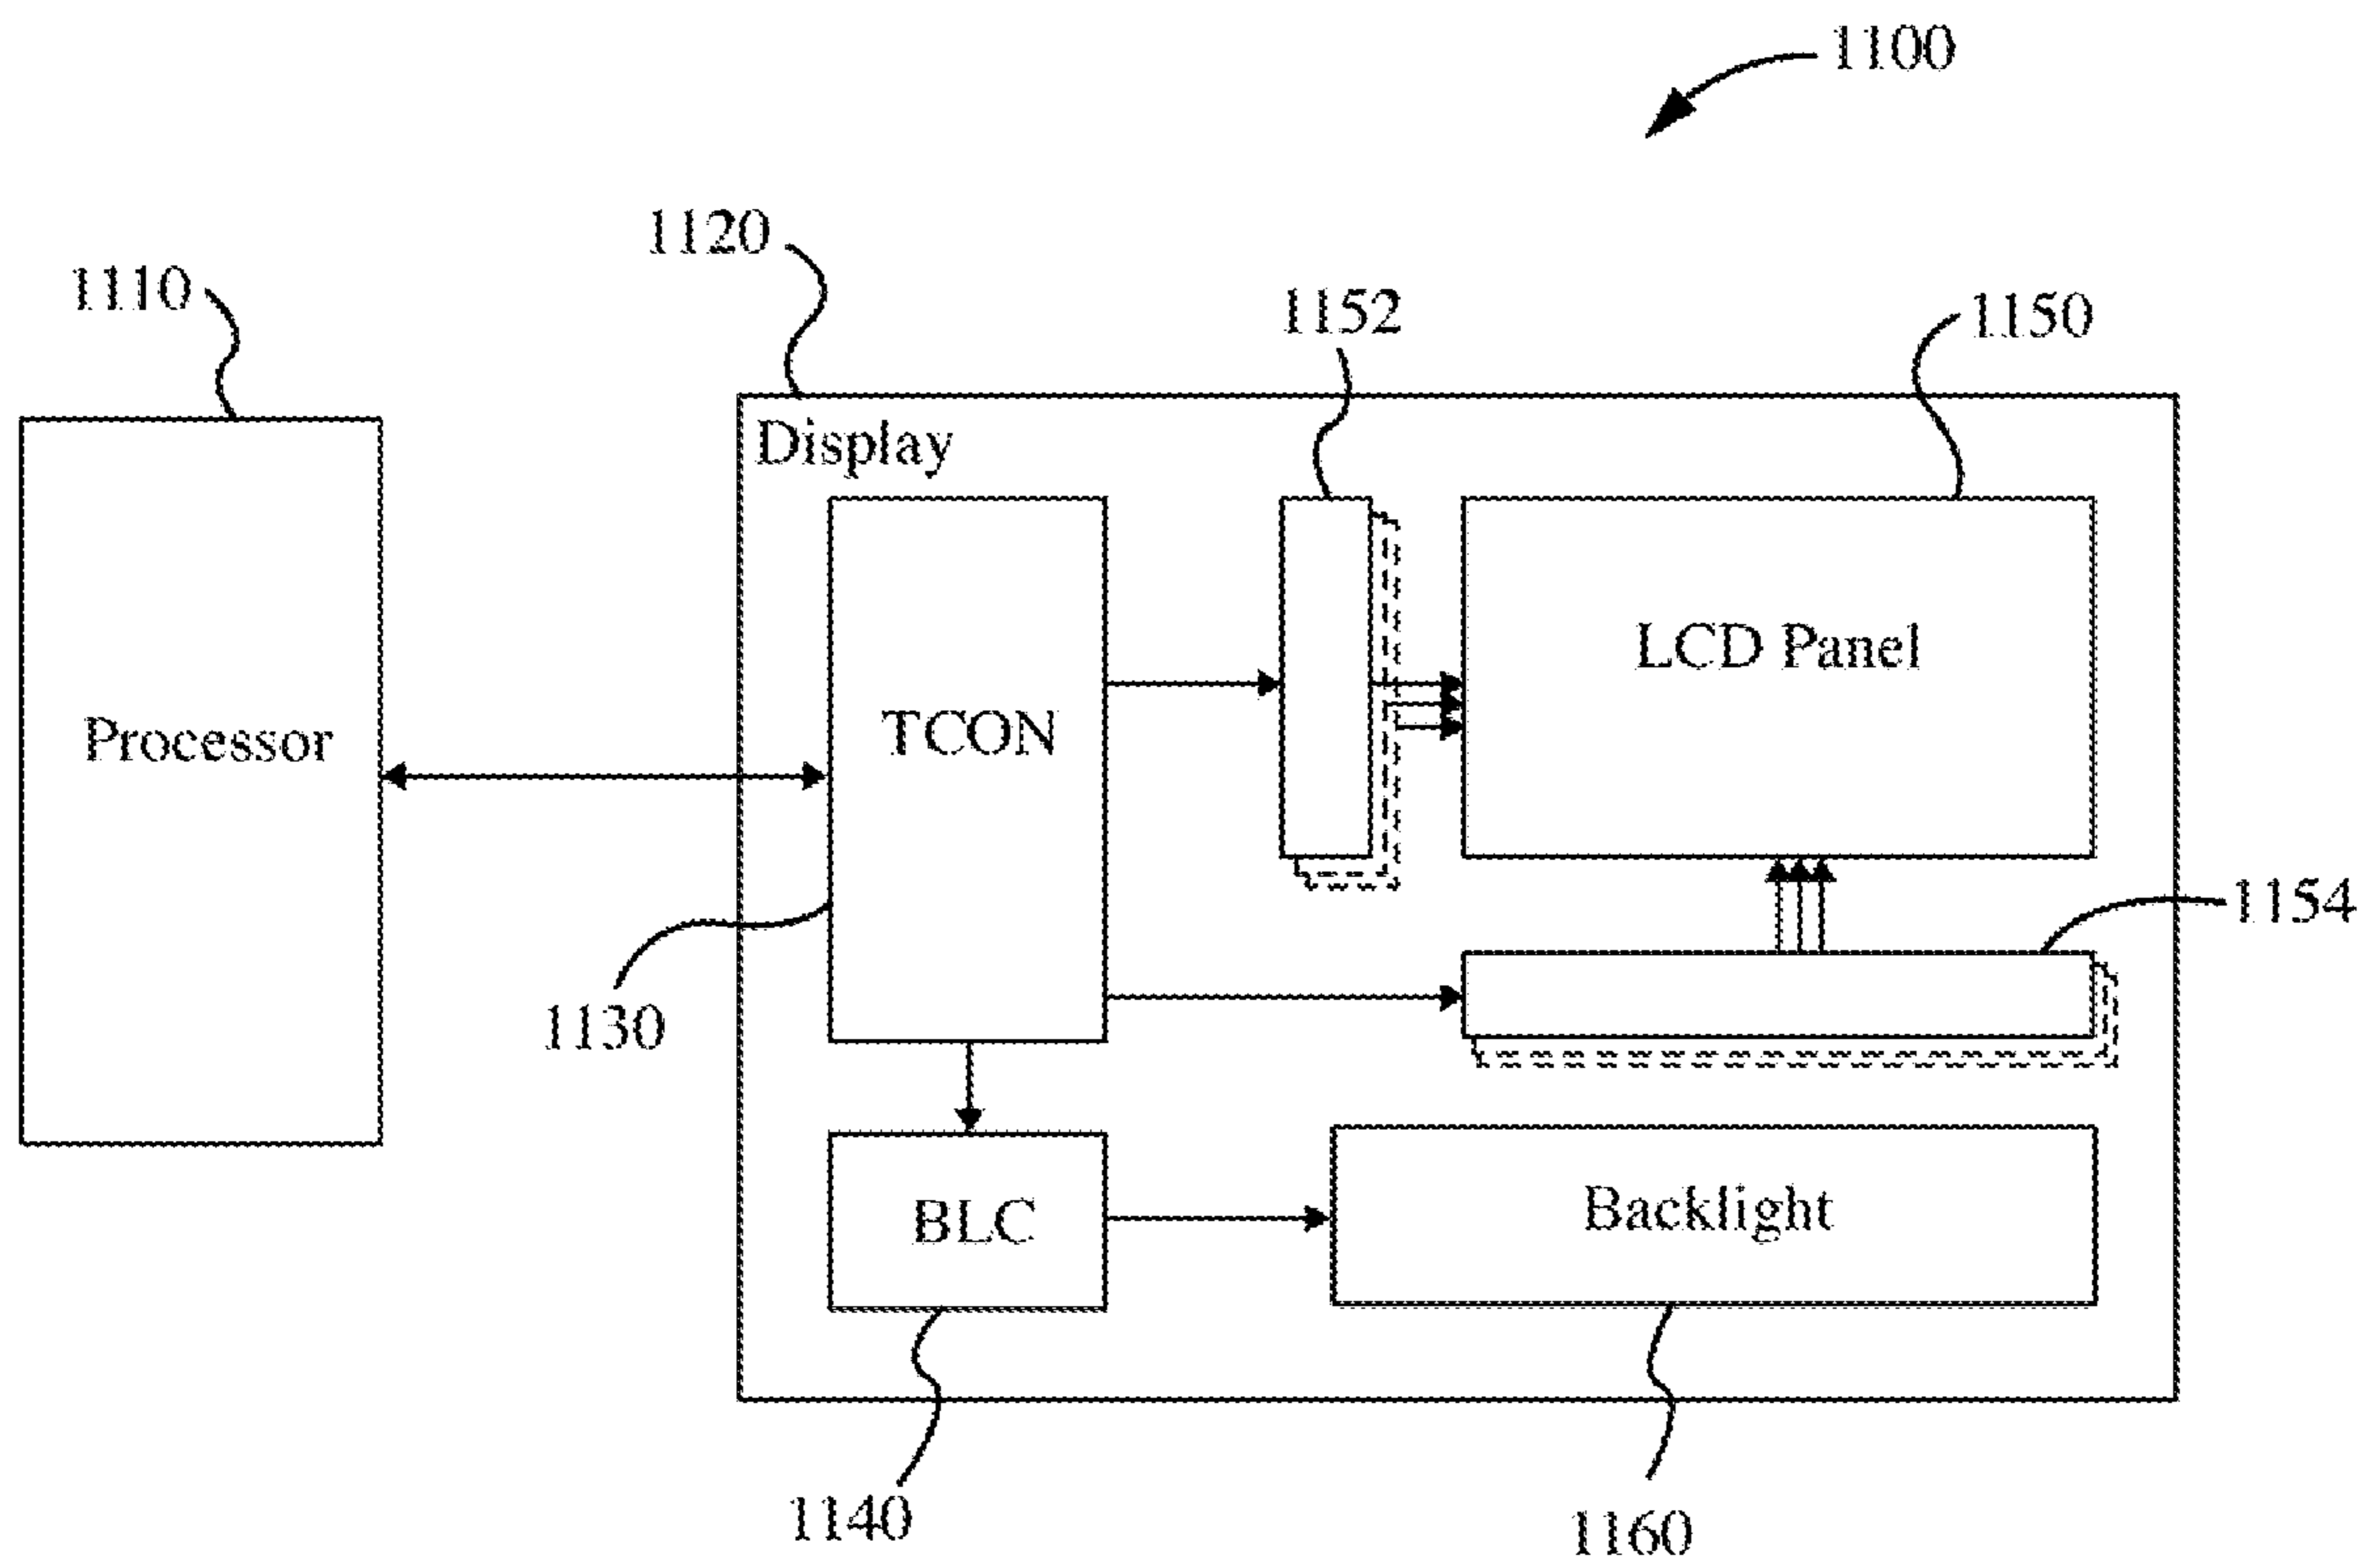 1100
1120
1110
1152
1150
Display
LCD Panel
Processor
TCON
1154
1130
BLC
Backlight
1140
1160